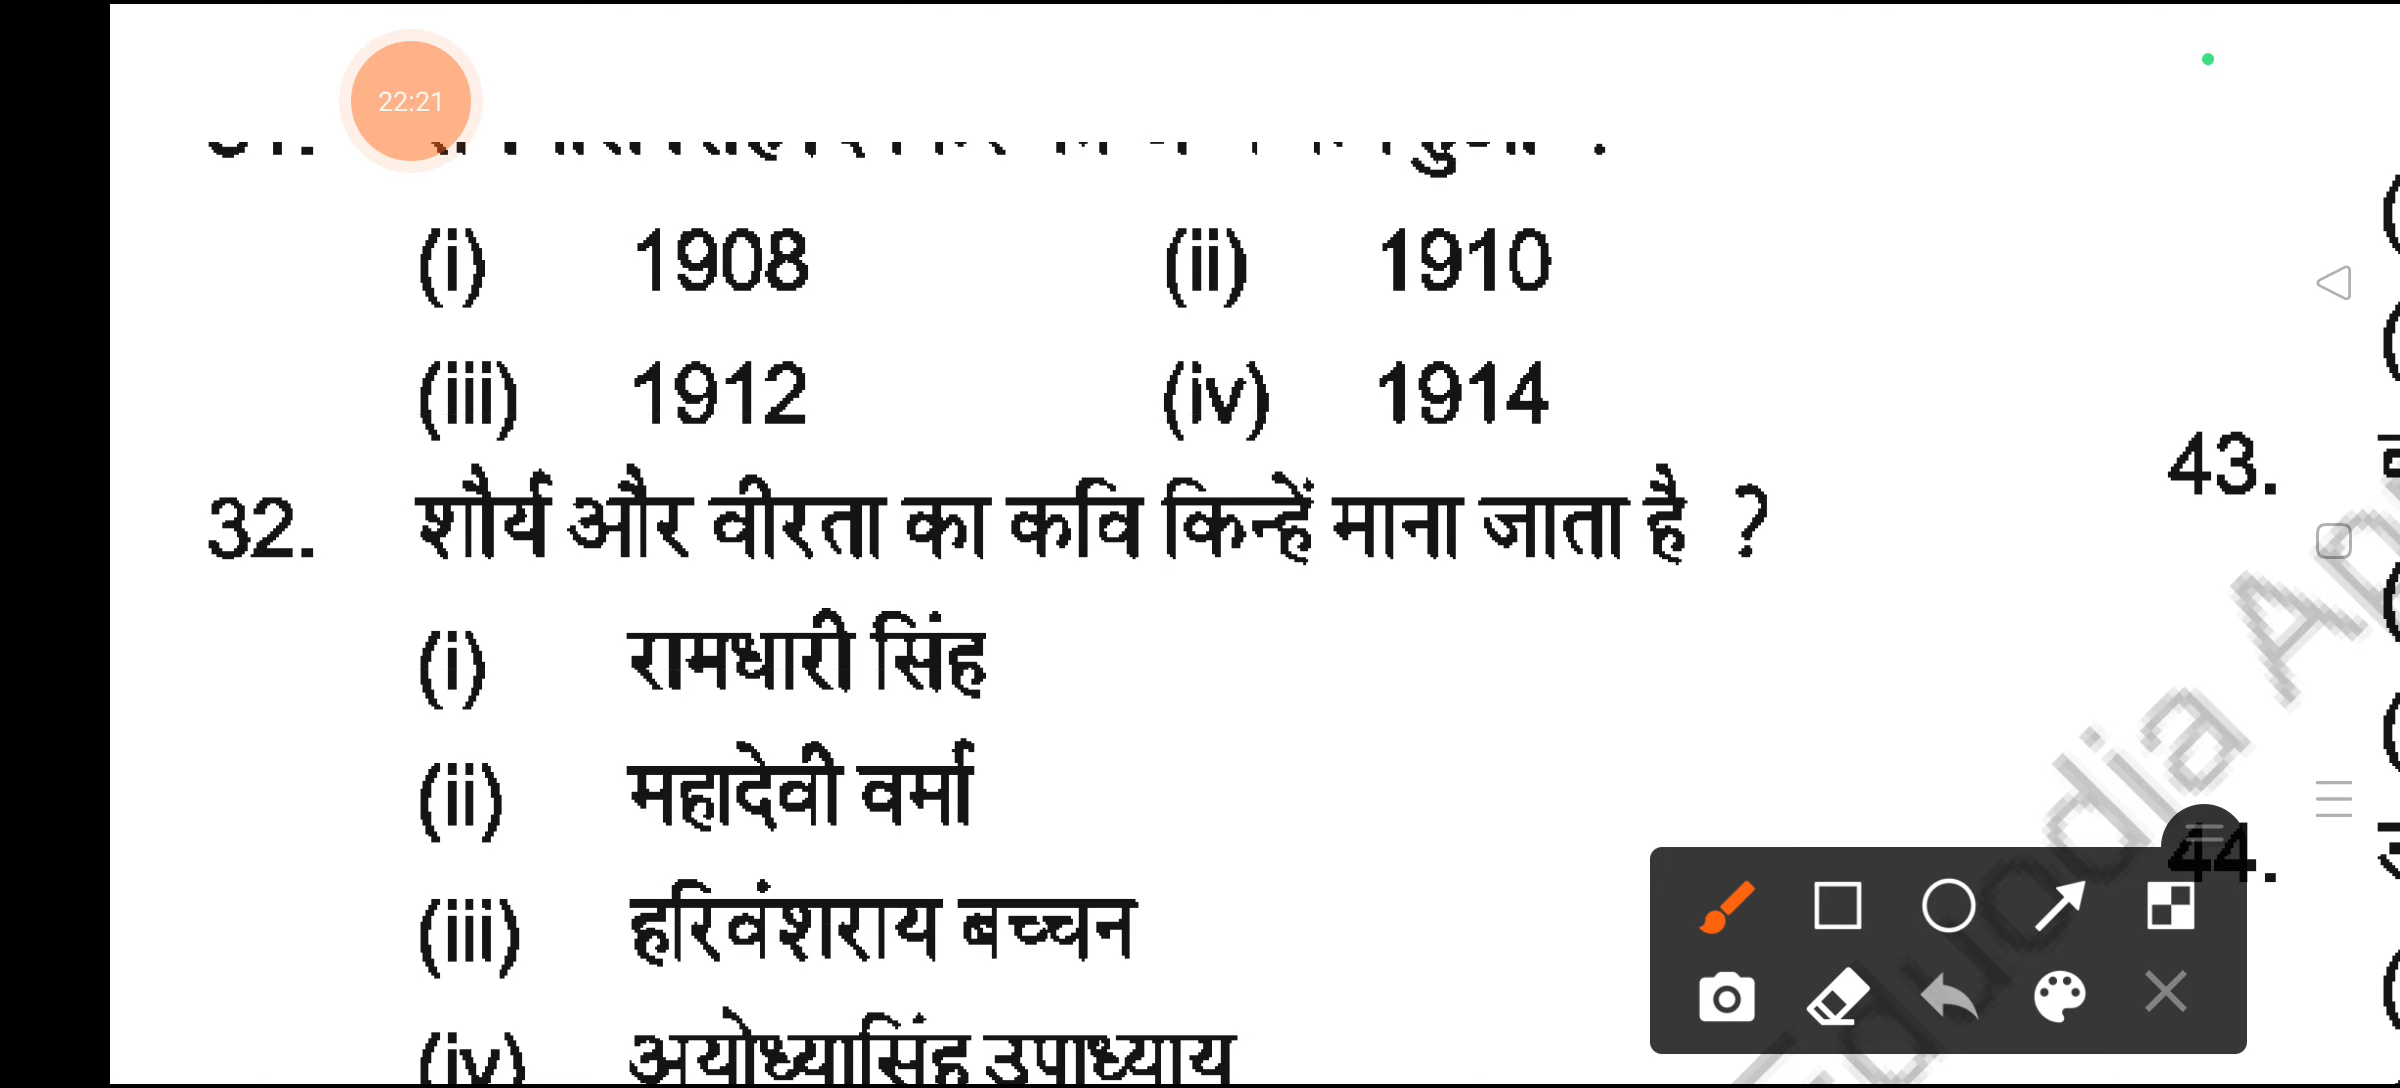 22:21
(i) 1908 (ii) 1910
(iii) 1912 (iv) 1914
32. शौर्य और वीरता का कवि किन्हें माना जाता है ?
(i) रामधारी सिंह
(ii) महादेवी वर्मा
(iii) हरिवंशराय बच्चन
(iv) अयोध्यासिंह उपाध्याय
43.
44.